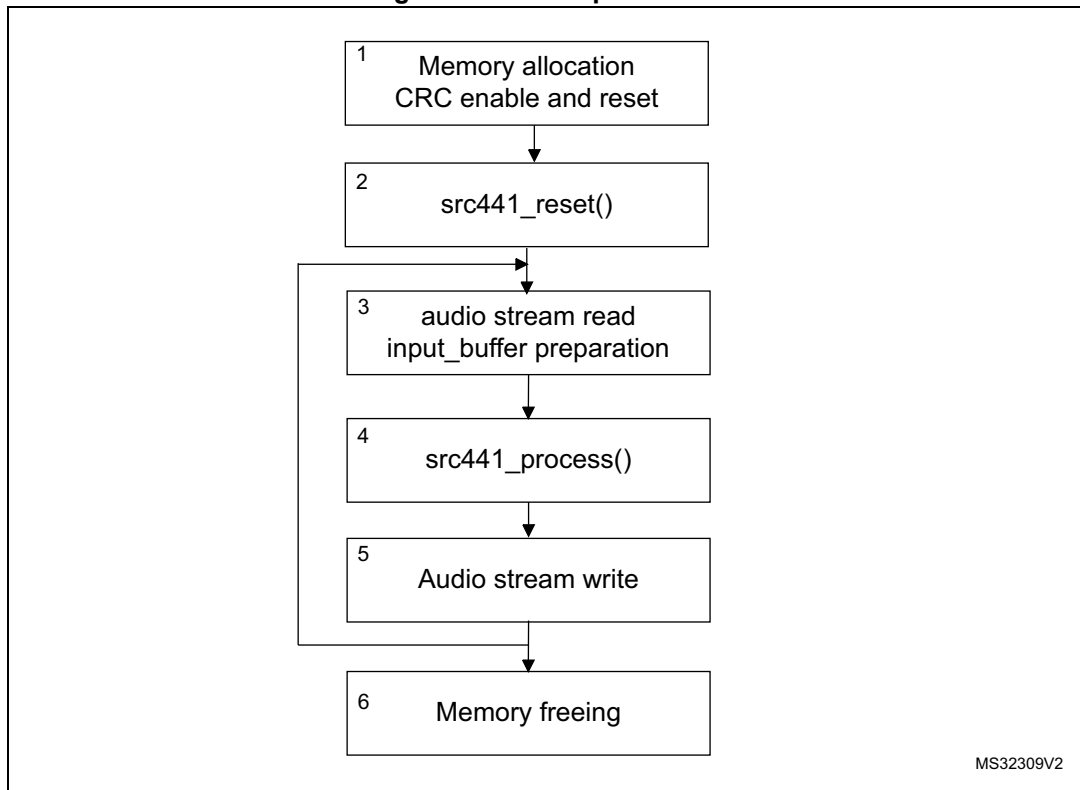 1
Memory allocation
CRC enable and reset
2
src441_reset()
3
audio stream read
input_buffer preparation
4
src441_process()
5
Audio stream write
6
Memory freeing
MS32309V2